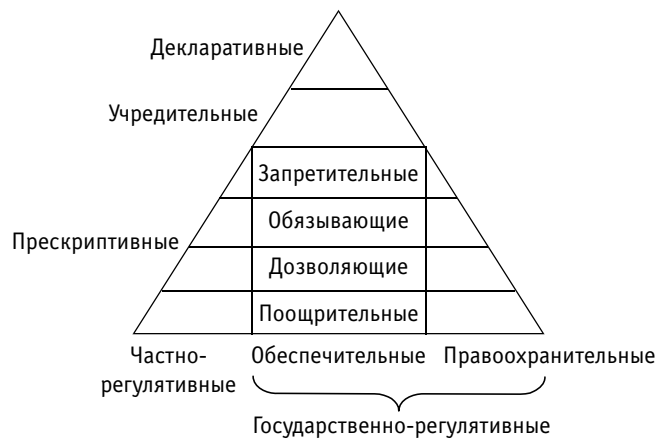 Декларативные
Учредительные
Запретительные
Обязывающие
Прескриптивные
Дозволяющие
Поощрительные
Частно-
регулятивные
Обеспечительные
Правоохранительные
Государственно-регулятивные